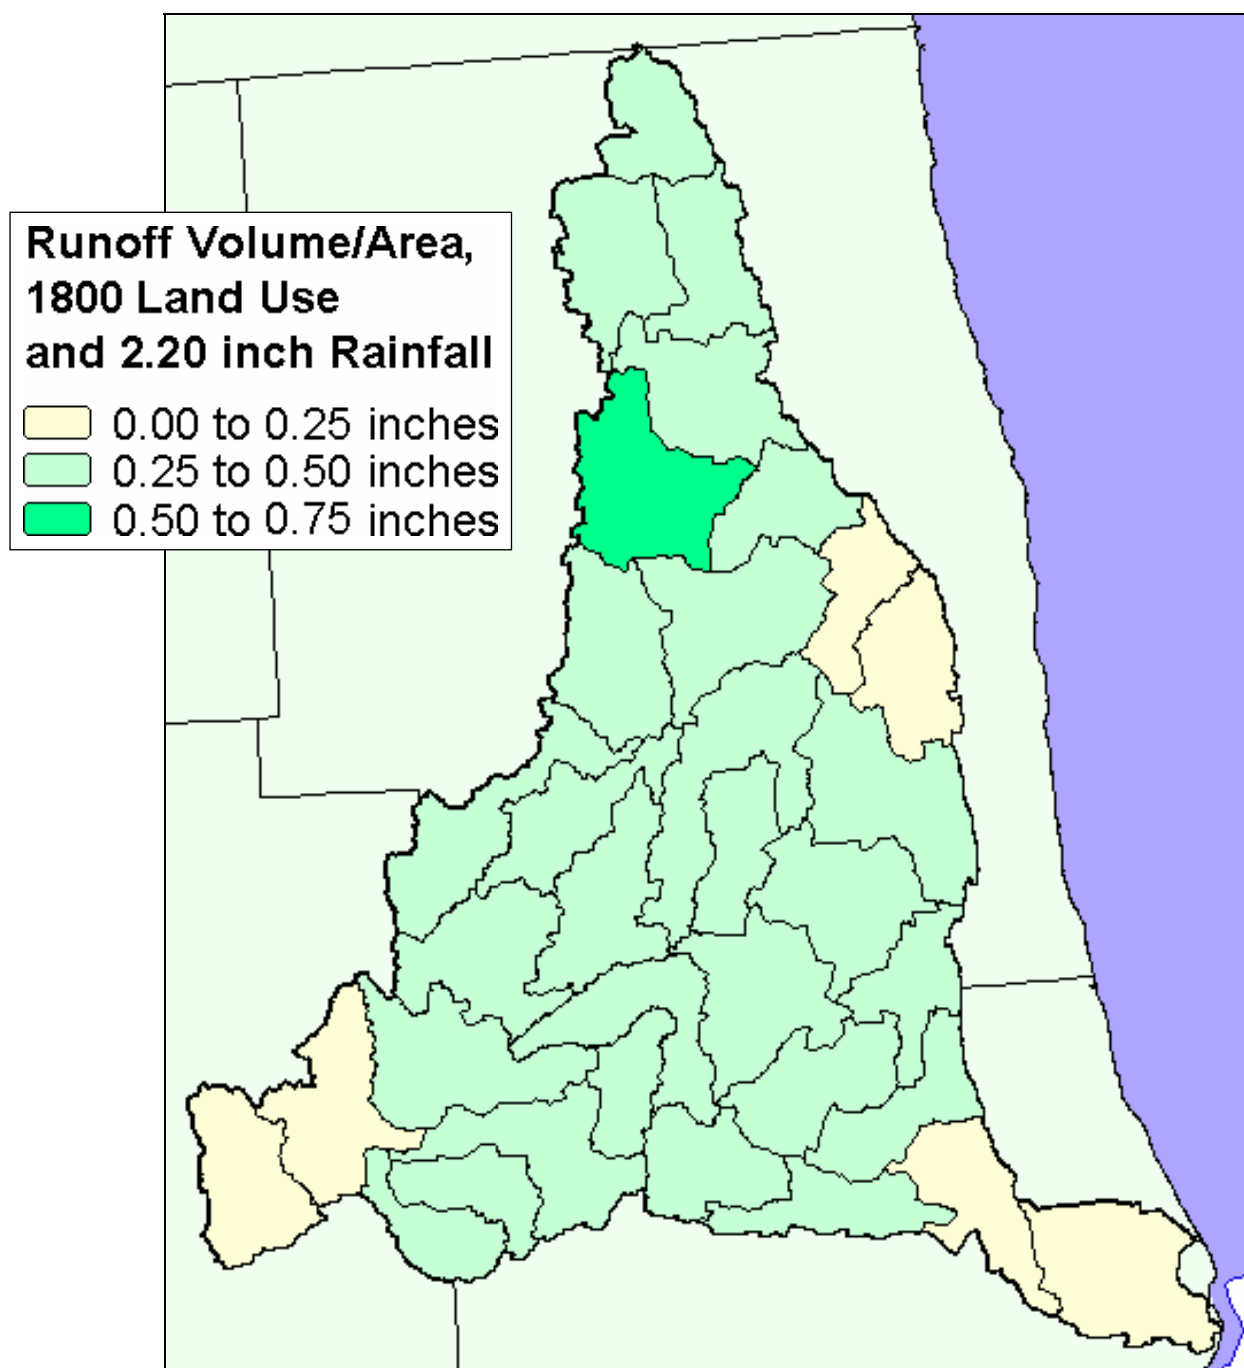 Runoff Volume/Area,
1800 Land Use
and 2.20 inch Rainfall
0.00 to 0.25 inches
0.25 to 0.50 inches
0.50 to 0.75 inches